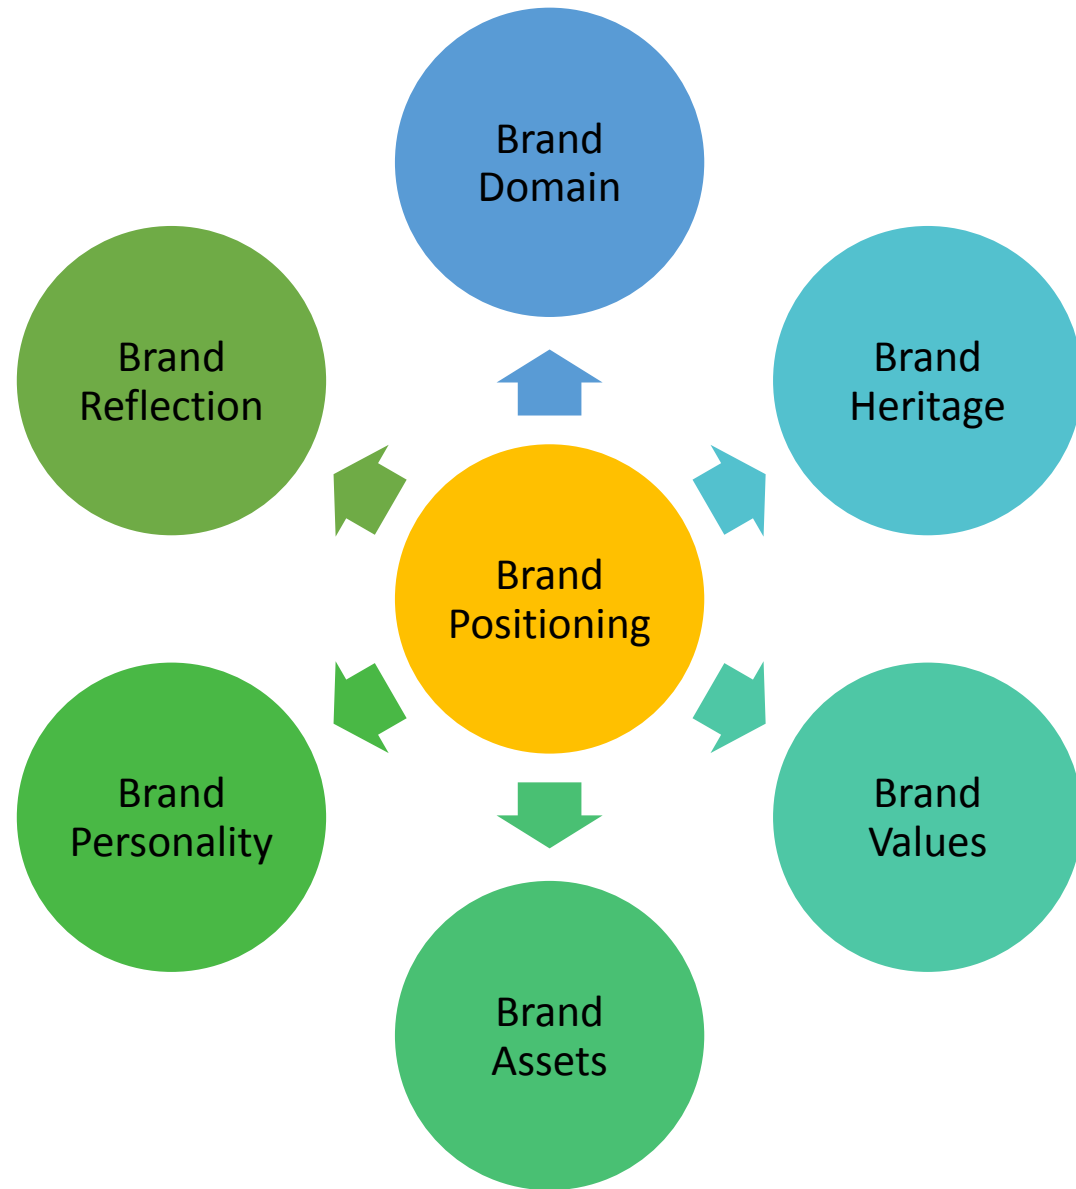 Brand
Domain
Brand
Reflection
Brand
Heritage
Brand
Positioning
Brand
Personality
Brand
Values
Brand
Assets